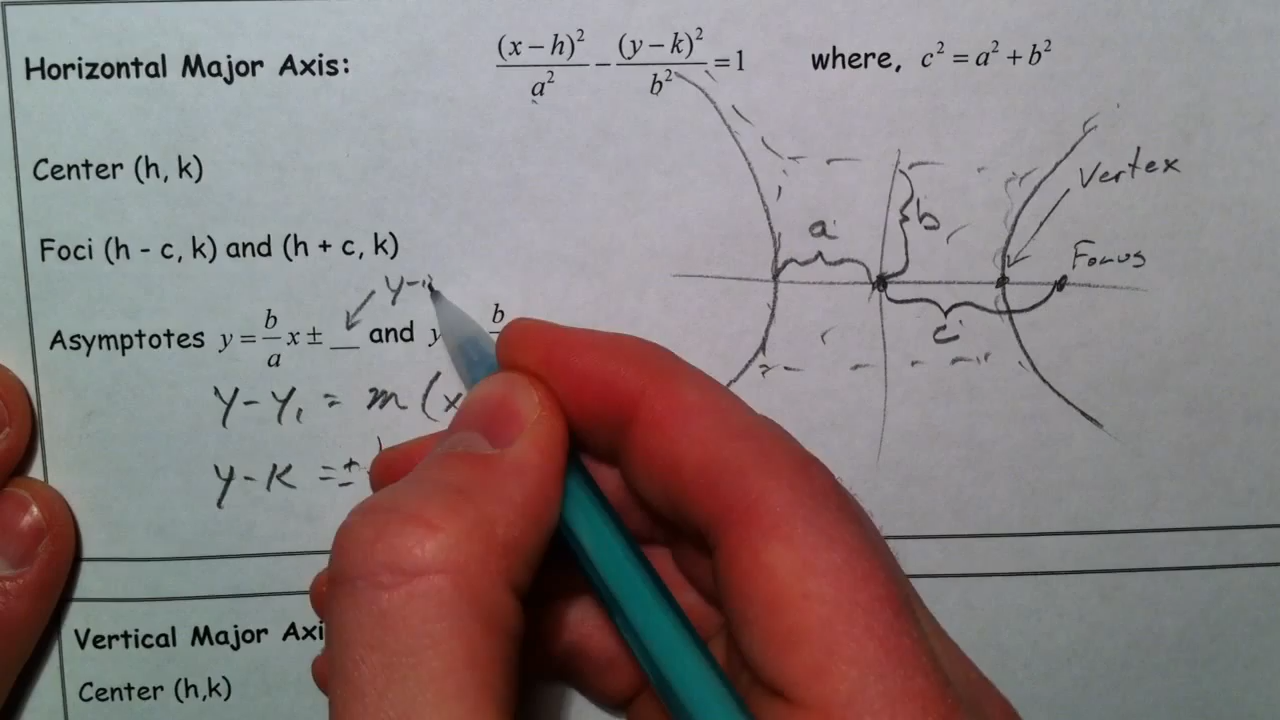 Horizontal Major Axis: (x-h)²/a² - (y-k)²/b² = 1 where, c² = a² + b²
Center (h, k)
Vertex
a b
Foci (h - c, k) and (h + c, k)
Focus
y-
Asymptotes y = b/a x ± __ and y b
c
y-y₁ = m (x
y-k = ±
Vertical Major Axi
Center (h,k)